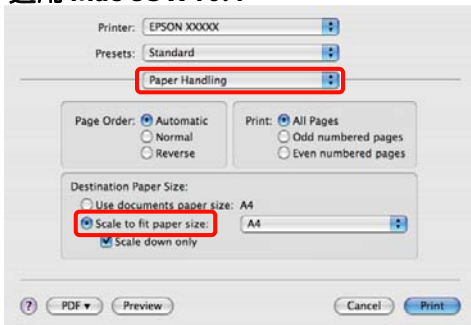 Printer: EPSON XXXXX
Presets: Standard
Paper Handling
Page Order: Automatic Print: All Pages
Normal Odd numbered pages
Reverse Even numbered pages
Destination Paper Size:
Use documents paper size: A4
Scale to fit paper size: A4
Scale down only
? PDF ▼ Preview Cancel Print